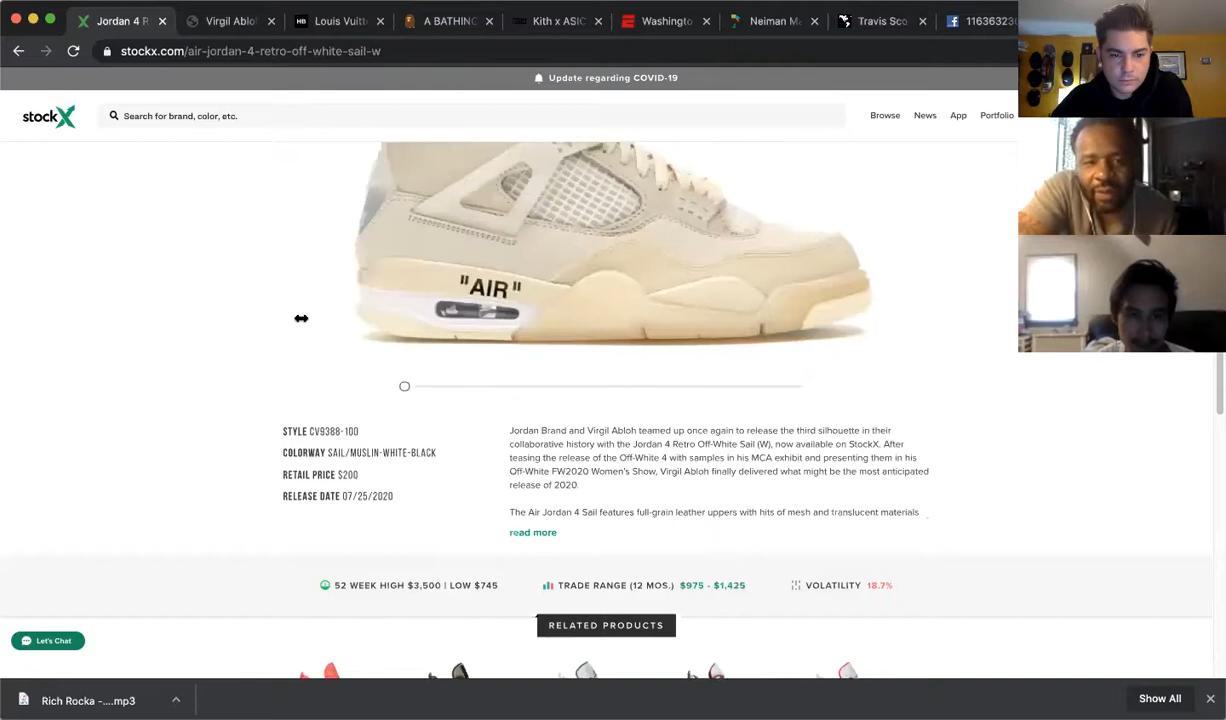 Jordan 4 R
Virgil Abloh
Louis Vuitt
A BATHING
Kith x ASIC
Washingto
Neiman Ma
Travis Sco
11636323
stockx.com/air-jordan-4-retro-off-white-sail-w
Update regarding COVID-19
stockX
Search for brand, color, etc.
Browse
News
App
Portfolio
"AIR"
STYLE CV9388-100
COLORWAY SAIL/MUSLIN-WHITE-BLACK
RETAIL PRICE $200
RELEASE DATE 07/25/2020
Jordan Brand and Virgil Abloh teamed up once again to release the third silhouette in their
collaborative history with the Jordan 4 Retro Off-White Sail (W), now available on StockX. After
teasing the release of the Off-White 4 with samples in his MCA exhibit and presenting them in his
Off-White FW2020 Women's Show, Virgil Abloh finally delivered what might be the most anticipated
release of 2020.
The Air Jordan 4 Sail features full-grain leather uppers with hits of mesh and translucent materials
read more
52 WEEK HIGH $3,500 | LOW $745
TRADE RANGE (12 MOS.) $975 - $1,425
VOLATILITY 18.7%
RELATED PRODUCTS
Let's Chat
Rich Rocka -....mp3
Show All